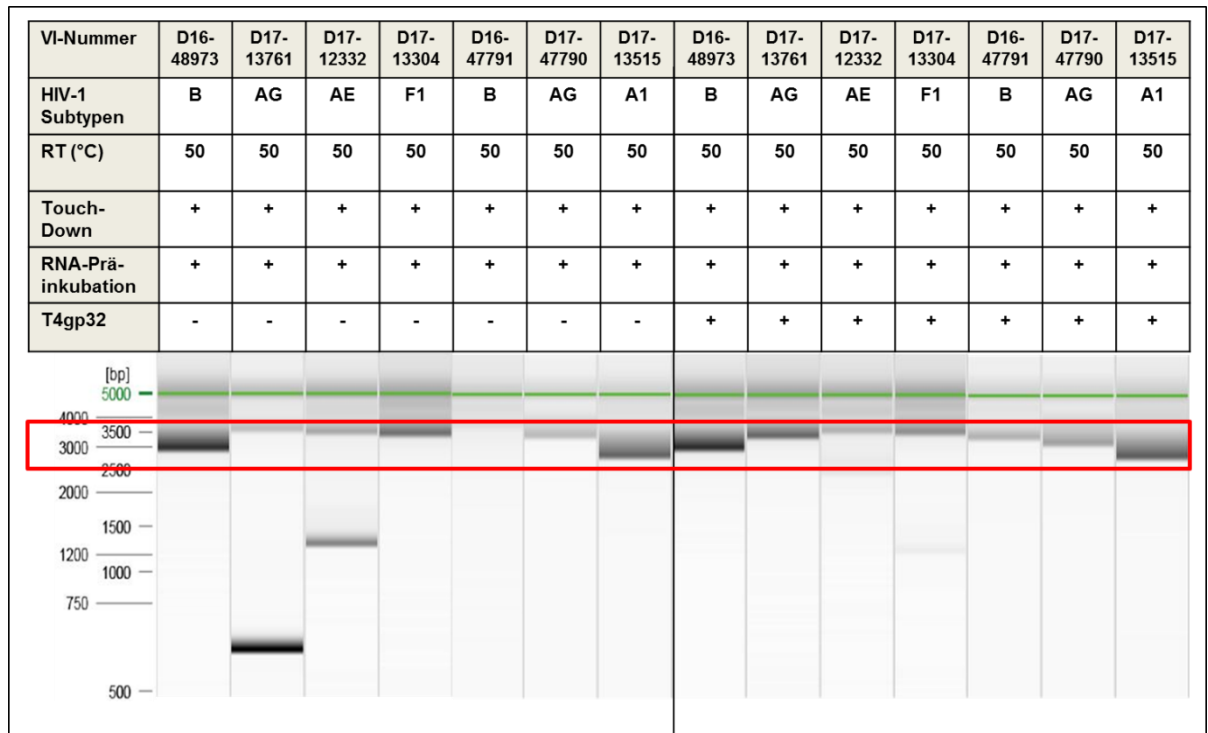 VI-Nummer D16-48973 D17-13761 D17-12332 D17-13304 D16-47791 D17-47790 D17-13515 D16-48973 D17-13761 D17-12332 D17-13304 D16-47791 D17-47790 D17-13515
HIV-1 Subtypen B AG AE F1 B AG A1 B AG AE F1 B AG A1
RT (°C) 50 50 50 50 50 50 50 50 50 50 50 50 50 50
Touch-Down + + + + + + + + + + + + + +
RNA-Prä-inkubation + + + + + + + + + + + + + +
T4gp32 - - - - - - - + + + + + + +
[bp]
5000
4000
3500
3000
2500
2000
1500
1200
1000
750
500